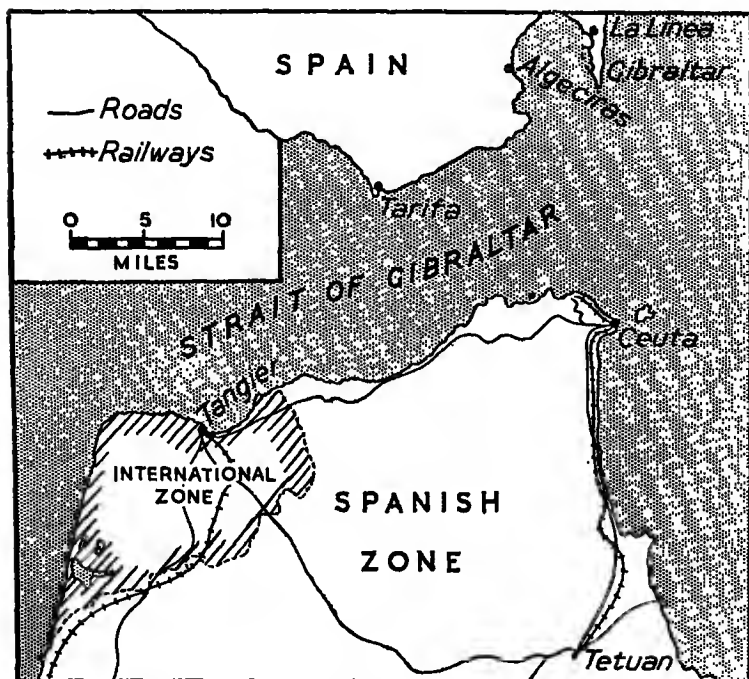 SPAIN
La Linea
Gibraltar
Algeciras
Roads
Railways
Tarifa
0 5 10
MILES
STRAIT OF GIBRALTAR
Ceuta
Tangier
INTERNATIONAL
ZONE
SPANISH
ZONE
Tetuan